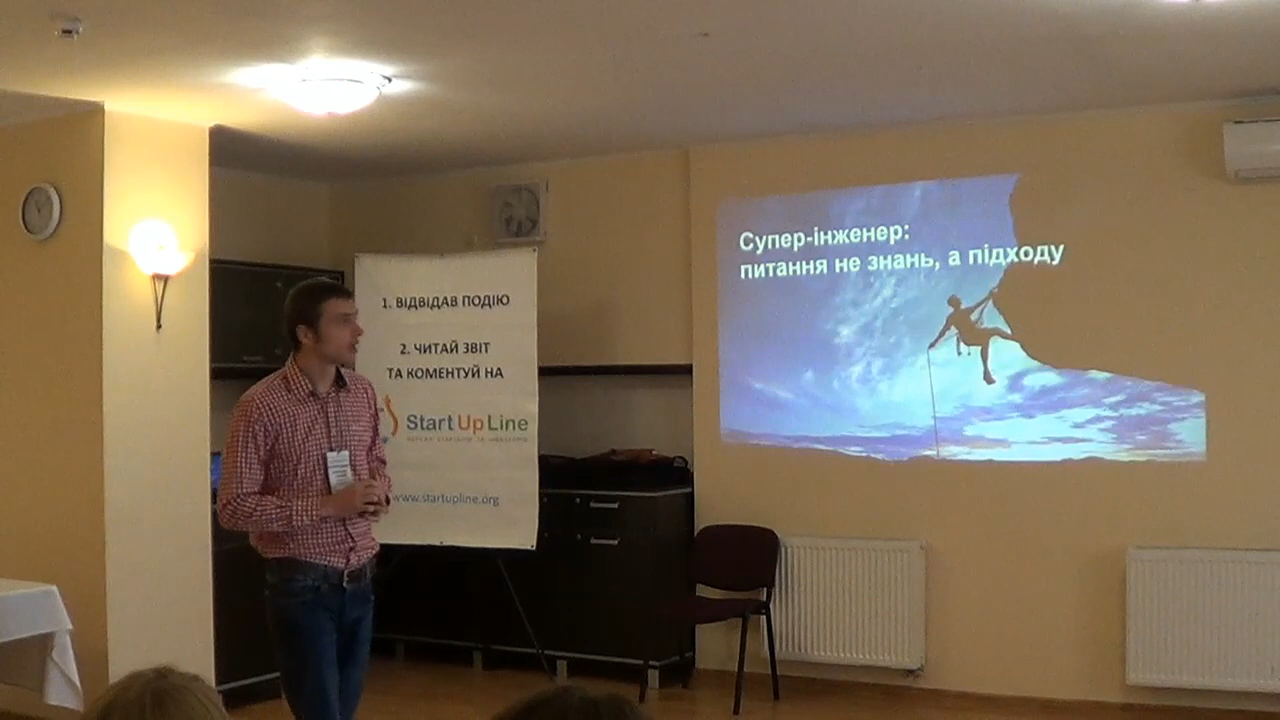 1. ВІДВІДАВ ПОДІЮ
2. ЧИТАЙ ЗВІТ
ТА КОМЕНТУЙ НА
StartUpLine
www.startupline.org
Супер-інженер:
питання не знань, а підходу